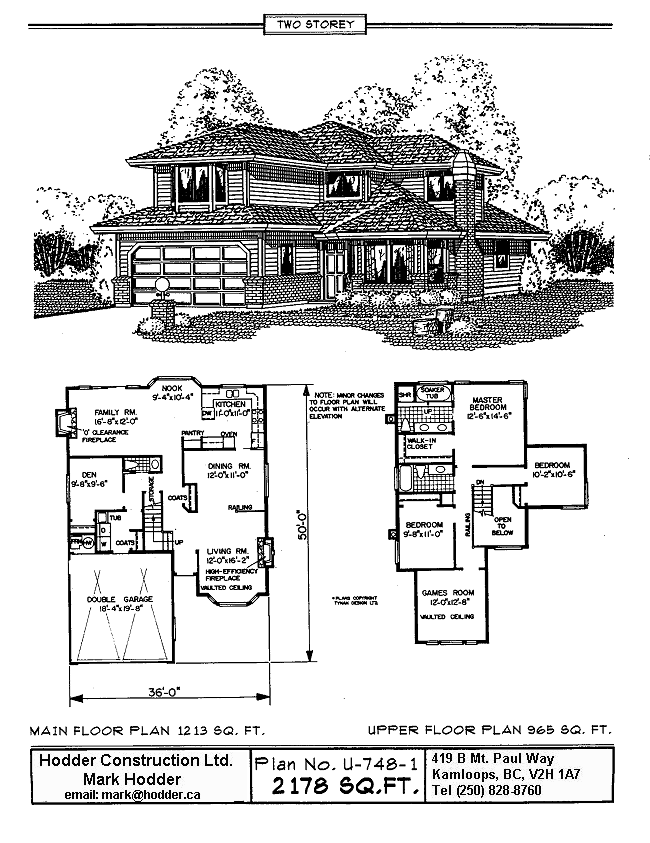 TWO STOREY
NOOK
9'-4"x10'-4"
FAMILY RM.
16'-8"x12'-0"
'0' CLEARANCE
FIREPLACE
KITCHEN
11'-0"x11'-0"
DW
PANTRY
OVEN
DEN
9'-8"x9'-6"
STORAGE
COATS
DINING RM.
12'-0"x11'-0"
RAILING
TUB
D
W
HW
COATS
UP
LIVING RM.
12'-0"x16'-2"
HIGH-EFFICIENCY
FIREPLACE
VAULTED CEILING
DOUBLE GARAGE
18'-4"x19'-8"
50'-0"
36'-0"
NOTE: MINOR CHANGES
TO FLOOR PLAN WILL
OCCUR WITH ALTERNATE
ELEVATION
SHR
SOAKER
TUB
UP
MASTER
BEDROOM
12'-6"x14'-6"
WALK-IN
CLOSET
BEDROOM
10'-2"x10'-6"
DN
RAILING
OPEN
TO
BELOW
BEDROOM
9'-8"x11'-0"
GAMES ROOM
12'-0"x12'-8"
VAULTED CEILING
© PLANS COPYRIGHT
TYNAN DESIGN LTD.
MAIN FLOOR PLAN 1213 SQ. FT.
UPPER FLOOR PLAN 965 SQ. FT.
Hodder Construction Ltd.
Mark Hodder
email: mark@hodder.ca
Plan No. U-748-1
2178 SQ.FT.
419 B Mt. Paul Way
Kamloops, BC, V2H 1A7
Tel (250) 828-8760